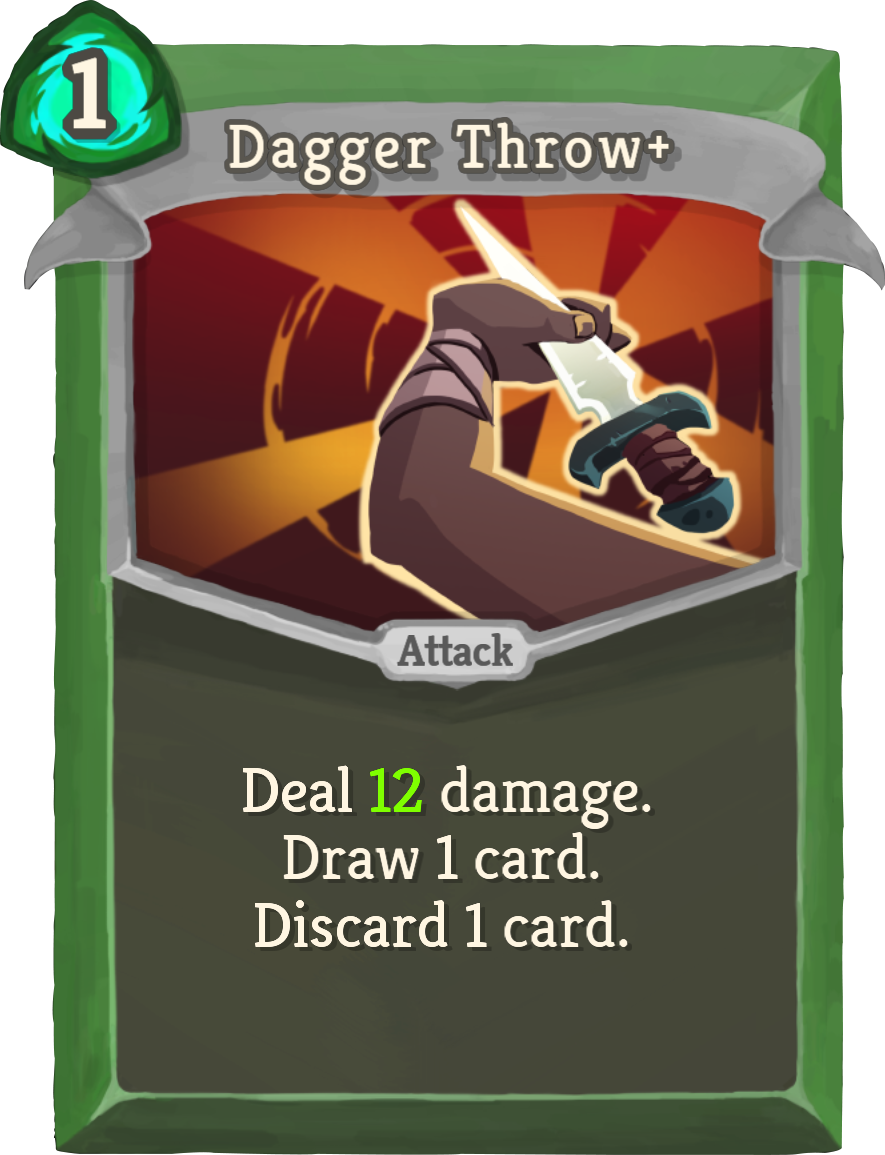 1
Dagger Throw+
Attack
Deal 12 damage.
Draw 1 card.
Discard 1 card.